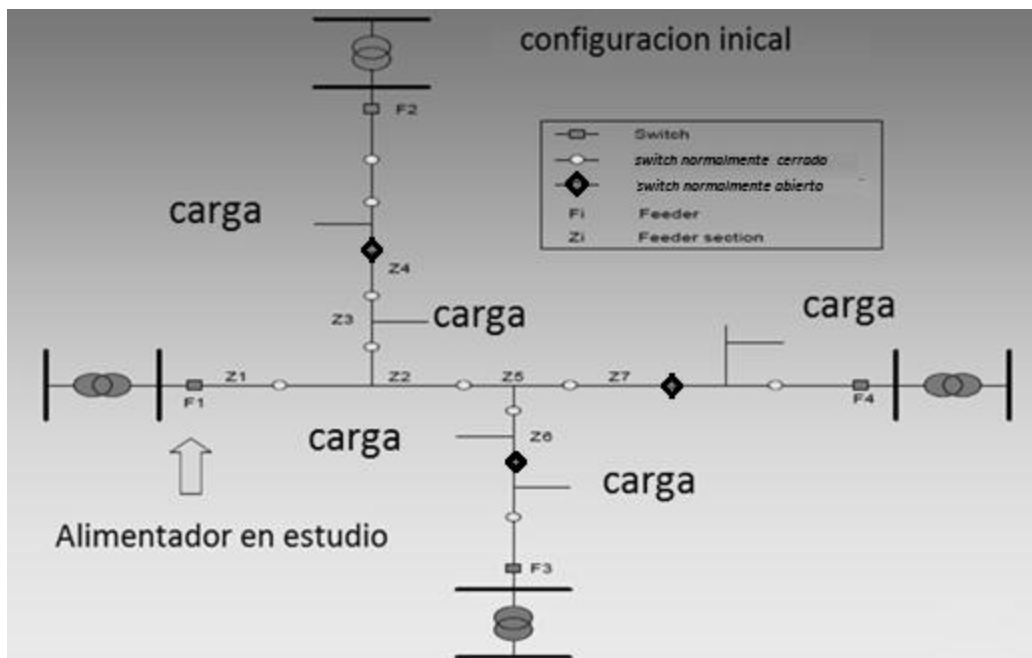 configuracion inical
F2
Switch
switch normalmente cerrado
switch normalmente abierto
Fi Feeder
Zi Feeder section
carga
Z4
Z3 carga
carga
Z1 Z2 Z5 Z7
F1 F4
carga Z6
carga
Alimentador en estudio
F3